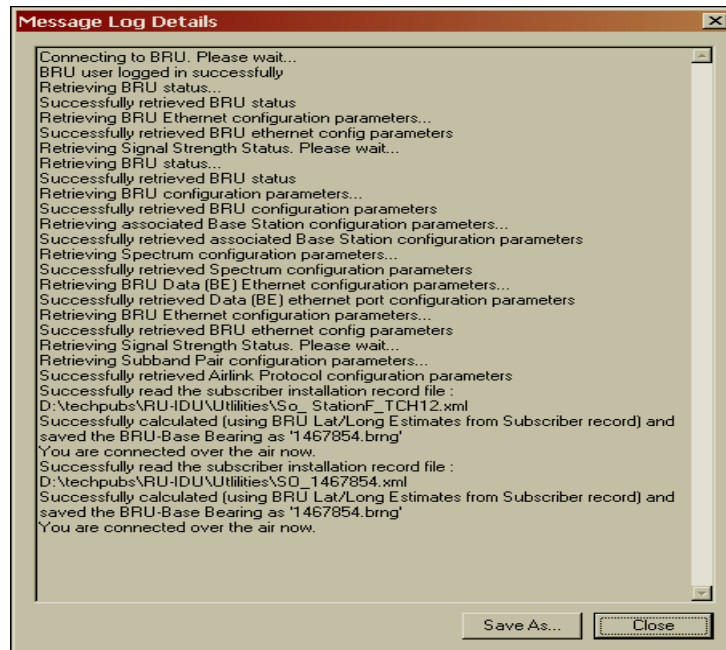 Message Log Details
Connecting to BRU. Please wait...
BRU user logged in successfully
Retrieving BRU status...
Successfully retrieved BRU status
Retrieving BRU Ethernet configuration parameters...
Successfully retrieved BRU ethernet config parameters
Retrieving Signal Strength Status. Please wait...
Retrieving BRU status...
Successfully retrieved BRU status
Retrieving BRU configuration parameters...
Successfully retrieved BRU configuration parameters
Retrieving associated Base Station configuration parameters...
Successfully retrieved associated Base Station configuration parameters
Retrieving Spectrum configuration parameters...
Successfully retrieved Spectrum configuration parameters
Retrieving BRU Data (BE) Ethernet configuration parameters...
Successfully retrieved Data (BE) ethernet port configuration parameters
Retrieving BRU Ethernet configuration parameters...
Successfully retrieved BRU ethernet config parameters
Retrieving Signal Strength Status. Please wait...
Retrieving Subband Pair configuration parameters...
Successfully retrieved Airlink Protocol configuration parameters
Successfully read the subscriber installation record file :
D:\techpubs\RU-IDU\Utlilities\So_ StationF_TCH12.xml
Successfully calculated (using BRU Lat/Long Estimates from Subscriber record) and
saved the BRU-Base Bearing as '1467854.brng'
You are connected over the air now.
Successfully read the subscriber installation record file :
D:\techpubs\RU-IDU\Utlilities\SO_1467854.xml
Successfully calculated (using BRU Lat/Long Estimates from Subscriber record) and
saved the BRU-Base Bearing as '1467854.brng'
You are connected over the air now.
Save As...
Close